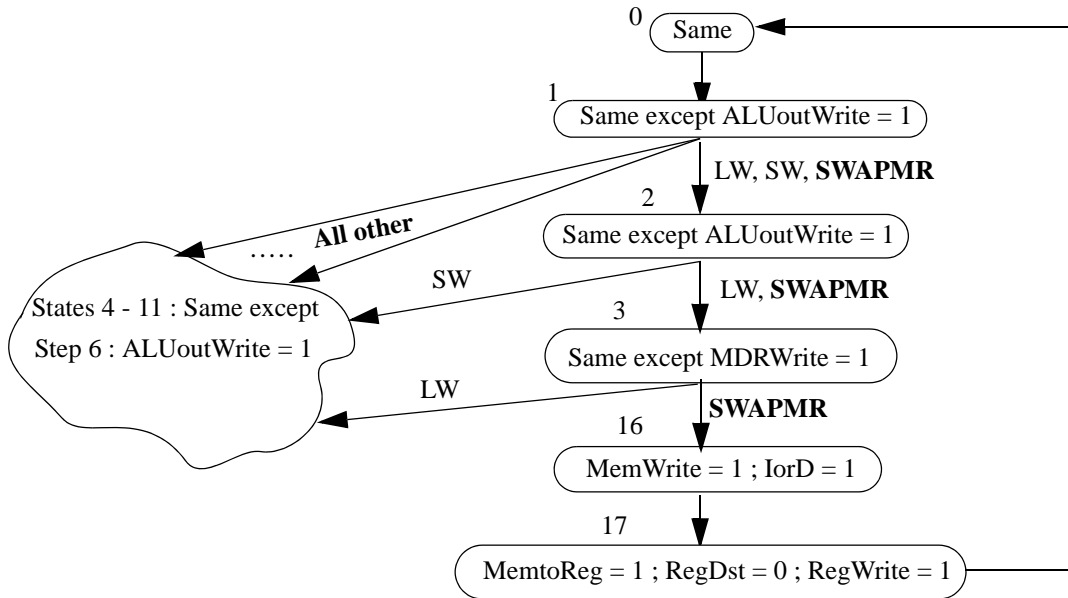 0
Same
1
Same except ALUoutWrite = 1
LW, SW, SWAPMR
2
All other
.....
Same except ALUoutWrite = 1
SW
LW, SWAPMR
States 4 - 11 : Same except
3
Step 6 : ALUoutWrite = 1
Same except MDRWrite = 1
LW
SWAPMR
16
MemWrite = 1 ; IorD = 1
17
MemtoReg = 1 ; RegDst = 0 ; RegWrite = 1